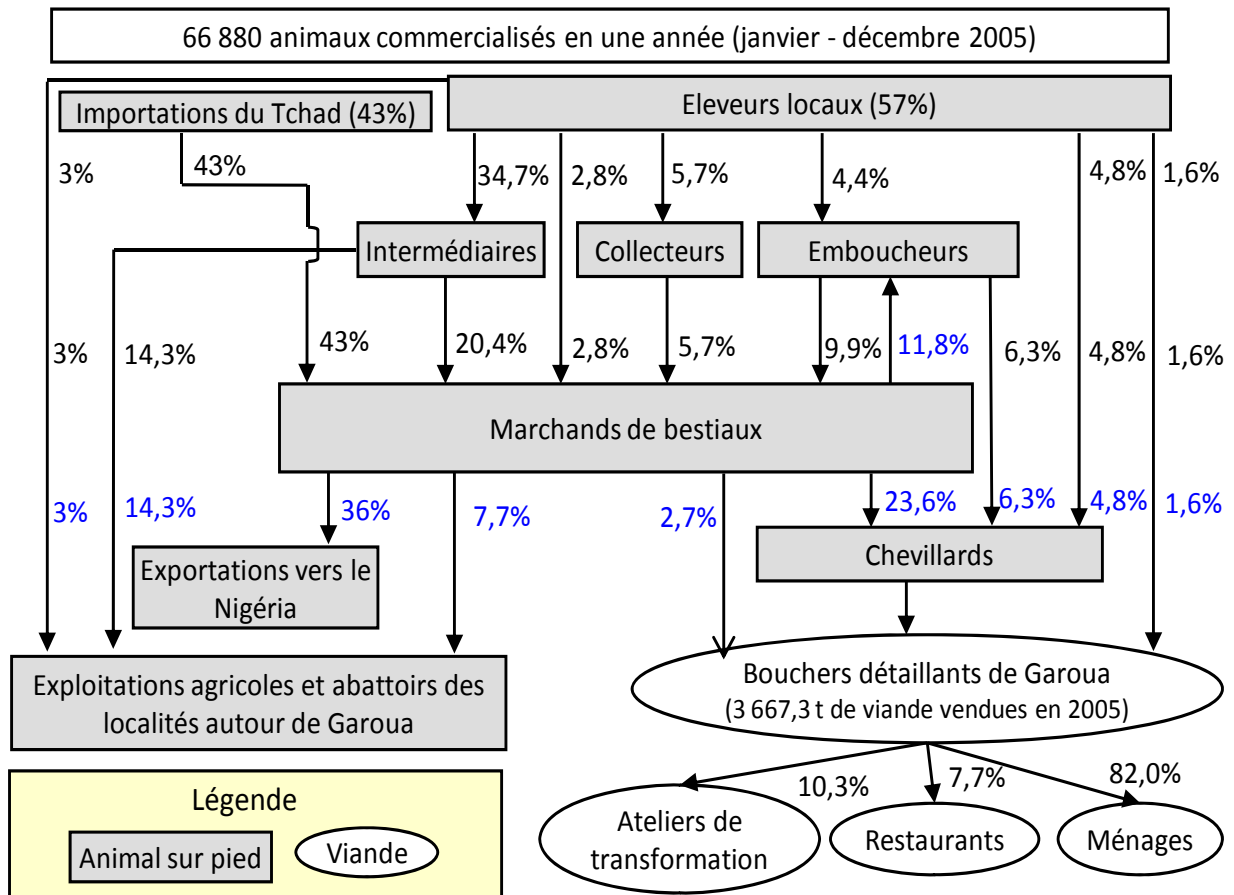 66 880 animaux commercialisés en une année (janvier - décembre 2005)
Importations du Tchad (43%)
Eleveurs locaux (57%)
3%
43%
34,7%
2,8%
5,7%
4,4%
4,8%
1,6%
Intermédiaires
Collecteurs
Emboucheurs
3%
14,3%
43%
20,4%
2,8%
5,7%
9,9%
11,8%
6,3%
4,8%
1,6%
Marchands de bestiaux
3%
14,3%
36%
7,7%
2,7%
23,6%
6,3%
4,8%
1,6%
Exportations vers le
Nigéria
Chevillards
Exploitations agricoles et abattoirs des
localités autour de Garoua
Bouchers détaillants de Garoua
(3 667,3 t de viande vendues en 2005)
10,3%
7,7%
82,0%
Légende
Animal sur pied
Viande
Ateliers de
transformation
Restaurants
Ménages